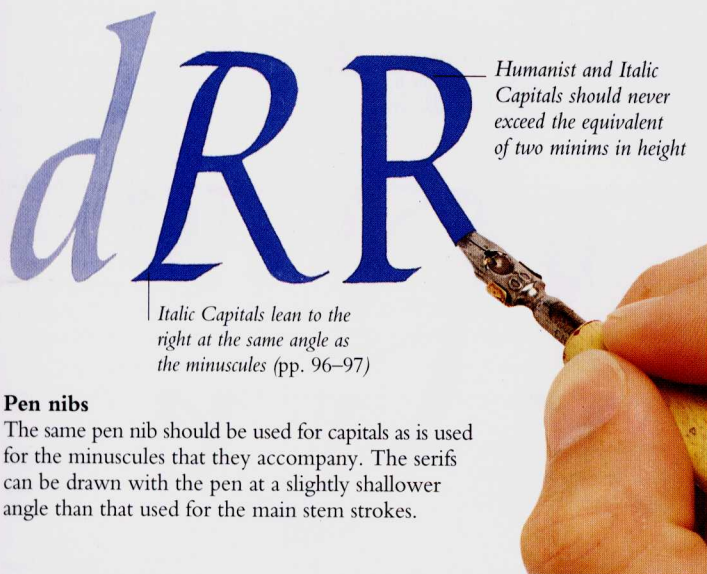 dRR
Humanist and Italic
Capitals should never
exceed the equivalent
of two minims in height
Italic Capitals lean to the
right at the same angle as
the minuscules (pp. 96–97)
Pen nibs
The same pen nib should be used for capitals as is used
for the minuscules that they accompany. The serifs
can be drawn with the pen at a slightly shallower
angle than that used for the main stem strokes.